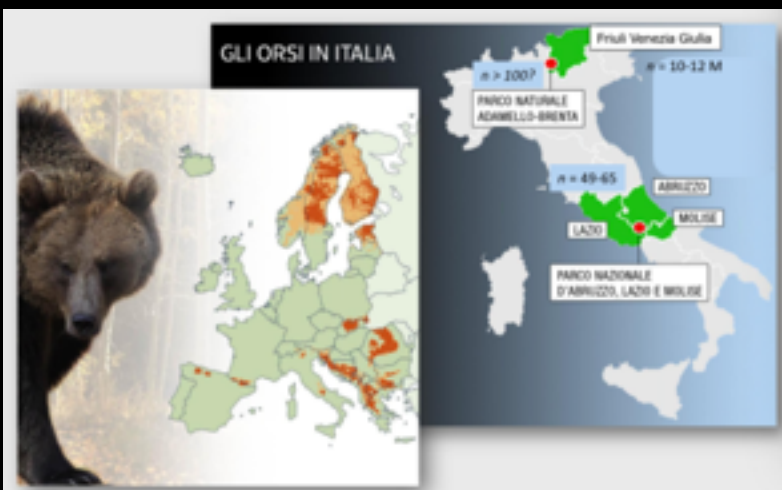 GLI ORSI IN ITALIA
Friuli Venezia Giulia
n > 100?
n = 10-12 M
PARCO NATURALE
ADAMELLO-BRENTA
n = 49-65
ABRUZZO
MOLISE
LAZIO
PARCO NAZIONALE
D'ABRUZZO, LAZIO E MOLISE